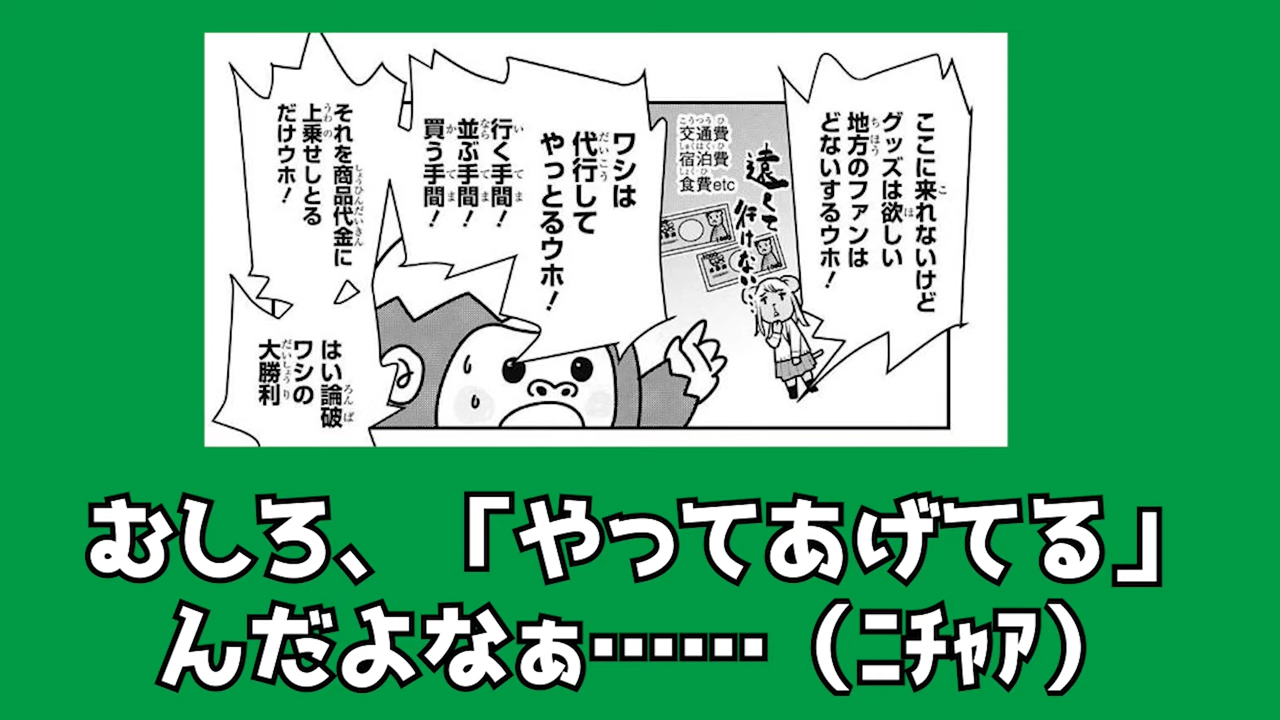 ここに来れないけど
グッズは欲しい
地方のファンは
どないするウホ!
交通費
宿泊費
食費etc
遠くて
行けない…
ワシは
代行して
やっとるウホ!
行く手間!
並ぶ手間!
買う手間!
それを商品代金に
上乗せしとる
だけウホ!
はい論破
ワシの
大勝利
むしろ、「やってあげてる」
んだよなぁ……(ﾆﾁｬｱ)